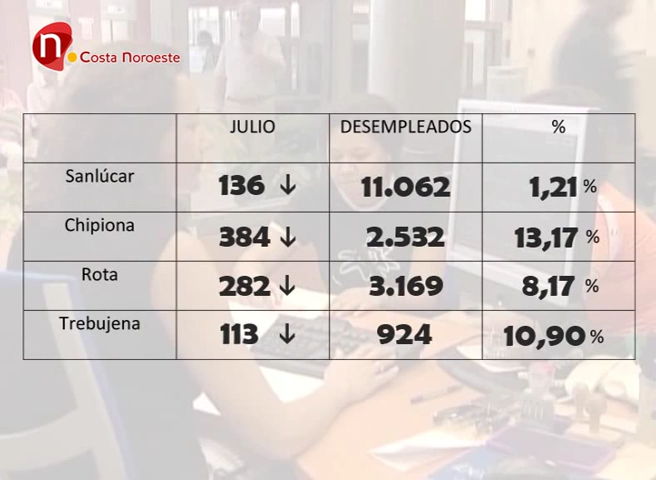 n.
Costa Noroeste
JULIO DESEMPLEADOS %
Sanlúcar 136 ↓ 11.062 1,21 %
Chipiona 384 ↓ 2.532 13,17 %
Rota 282 ↓ 3.169 8,17 %
Trebujena 113 ↓ 924 10,90 %